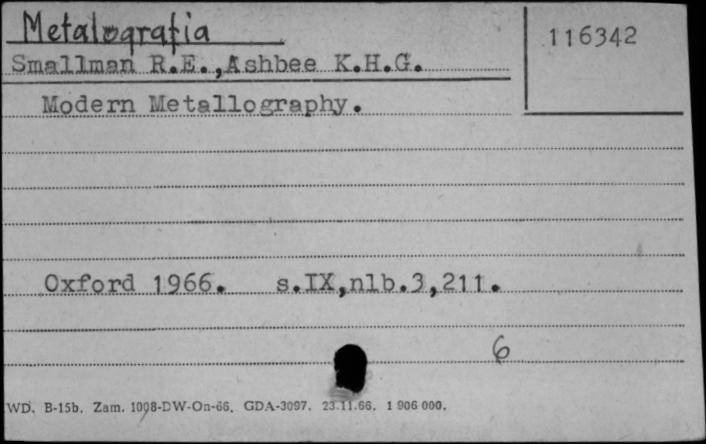 Metalografia
116342
Smallman R.E.,Ashbee K.H.G.
Modern Metallography.
Oxford 1966. s.IX,nlb.3,211.
6
WD. B-15b. Zam. 1098-DW-On-66. GDA-3097. 23.11.66. 1 906 000.